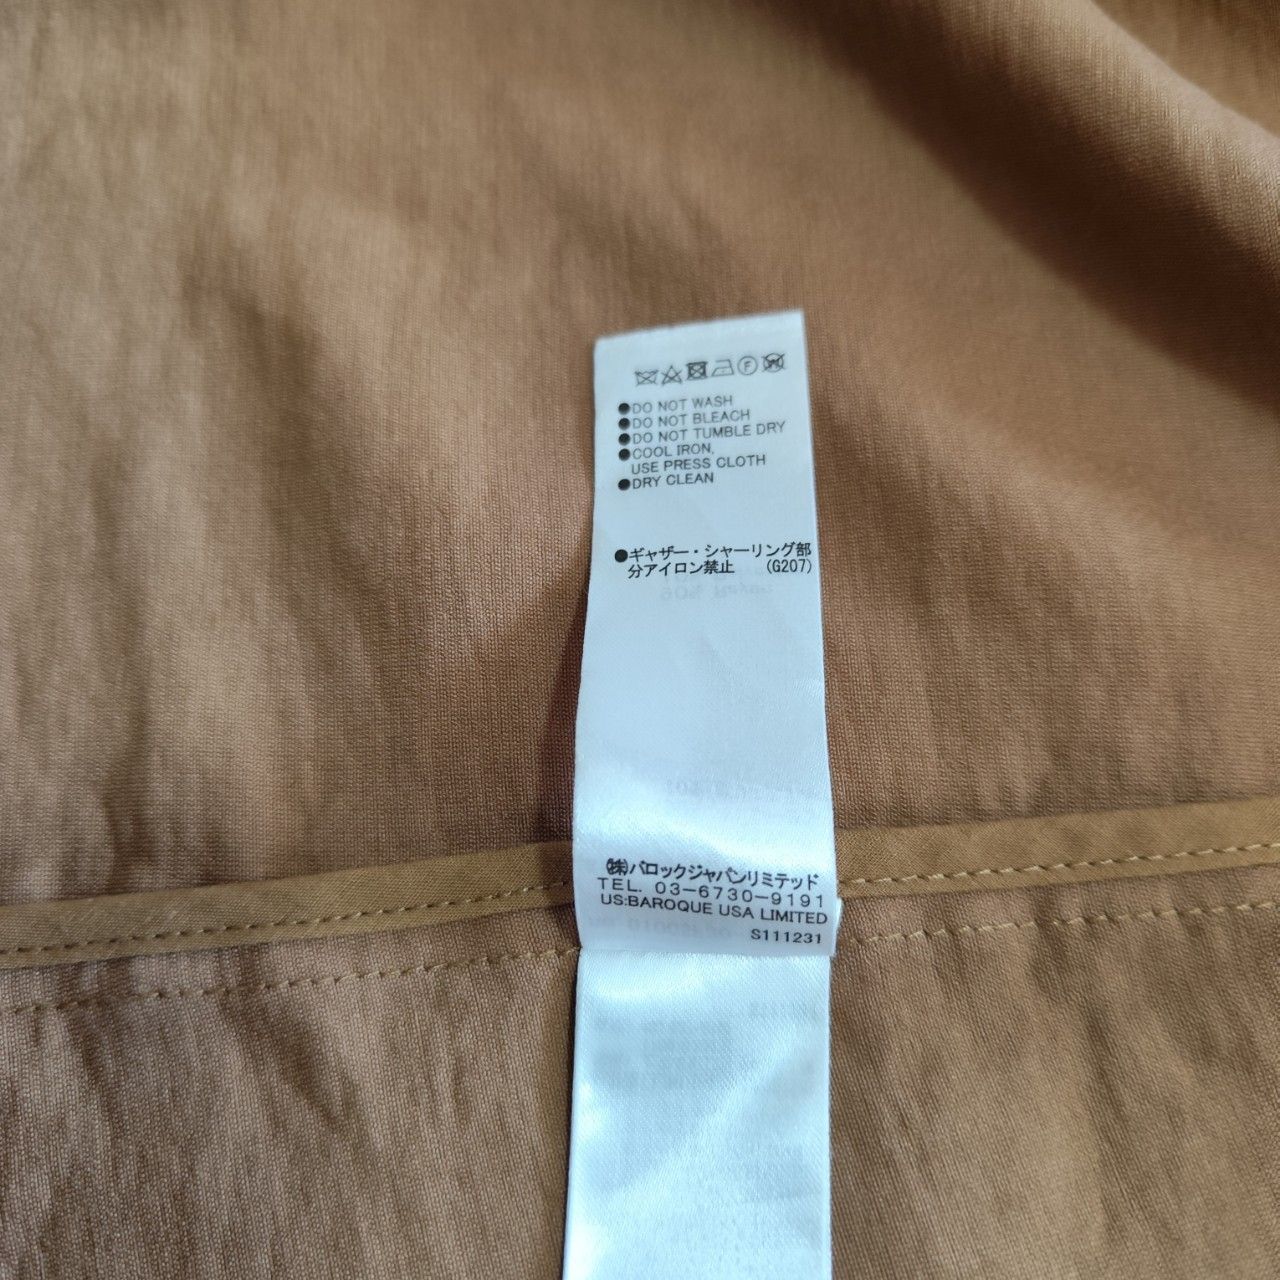 ●DO NOT WASH
●DO NOT BLEACH
●DO NOT TUMBLE DRY
●COOL IRON,
USE PRESS CLOTH
●DRY CLEAN
●ギャザー・シャーリング部
分アイロン禁止 (G207)
㈱バロックジャパンリミテッド
TEL. 03-6730-9191
US:BAROQUE USA LIMITED
S111231